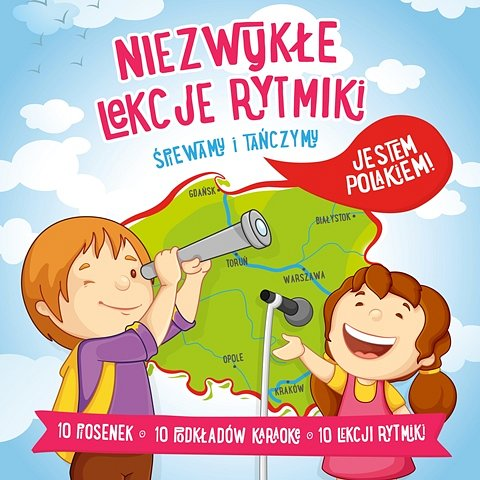 NIEZWYKŁE
LEKCJE RYTMIKI
ŚPIEWAMY I TAŃCZYMY
JESTEM
POLAKIEM!
GDAŃSK
BIAŁYSTOK
TORUŃ
WARSZAWA
OPOLE
KRAKÓW
10 PIOSENEK • 10 PODKŁADÓW KARAOKE • 10 LEKCJI RYTMIKI